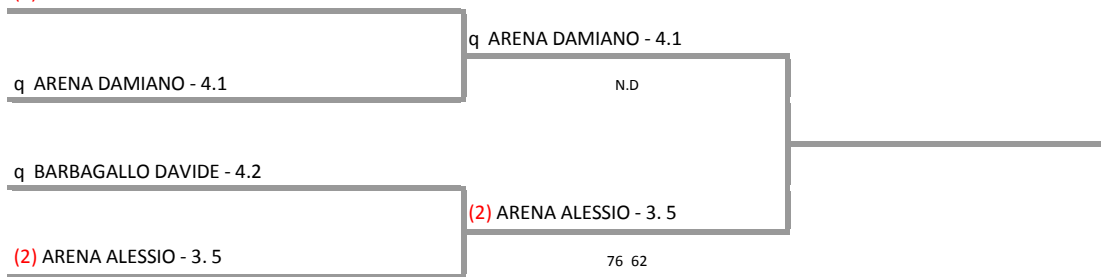 q ARENA DAMIANO - 4.1
q ARENA DAMIANO - 4.1
N.D
q BARBAGALLO DAVIDE - 4.2
(2) ARENA ALESSIO - 3. 5
(2) ARENA ALESSIO - 3. 5
76 62